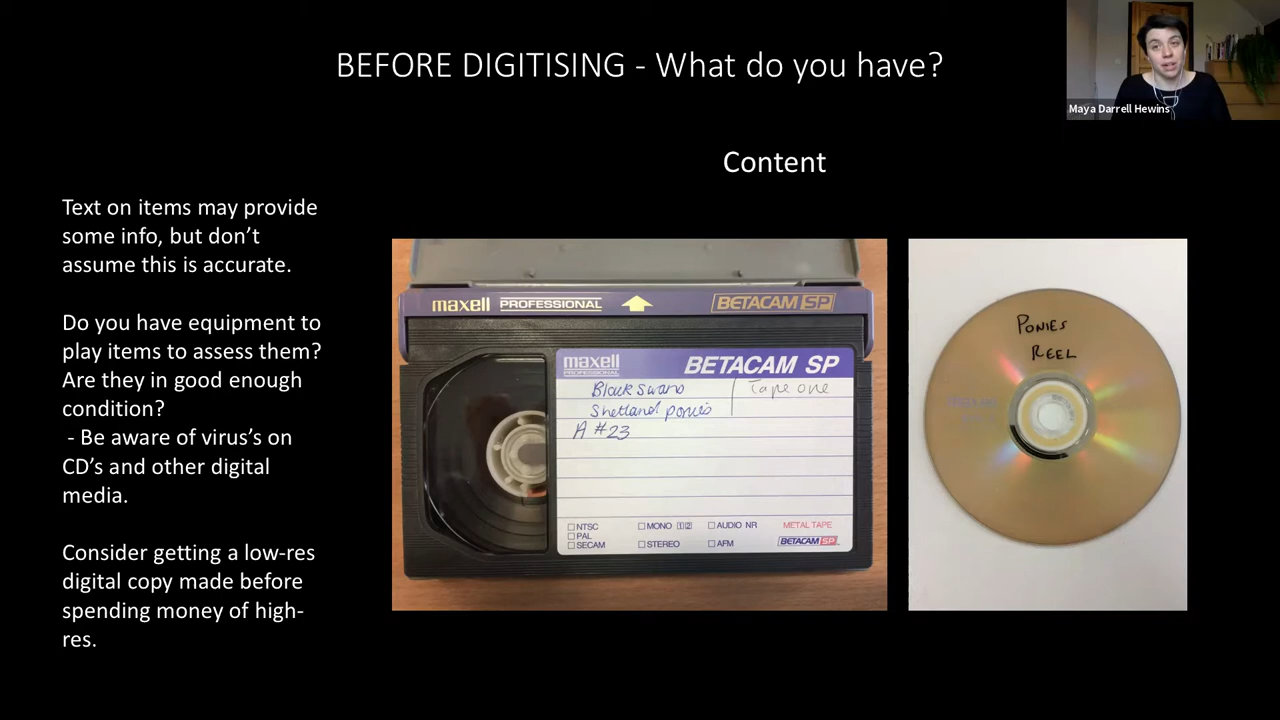 BEFORE DIGITISING - What do you have?
Maya Darrell Hewins
Content
Text on items may provide
some info, but don’t
assume this is accurate.
Do you have equipment to
play items to assess them?
Are they in good enough
condition?
- Be aware of virus’s on
CD’s and other digital
media.
Consider getting a low-res
digital copy made before
spending money of high-
res.
maxell PROFESSIONAL BETACAM SP
maxell PROFESSIONAL BETACAM SP
Black swans Tape one
Shetland ponies
A #23
NTSC MONO 1 2 AUDIO NR METAL TAPE
PAL
SECAM STEREO AFM BETACAM SP
PONIES
REEL
maxell